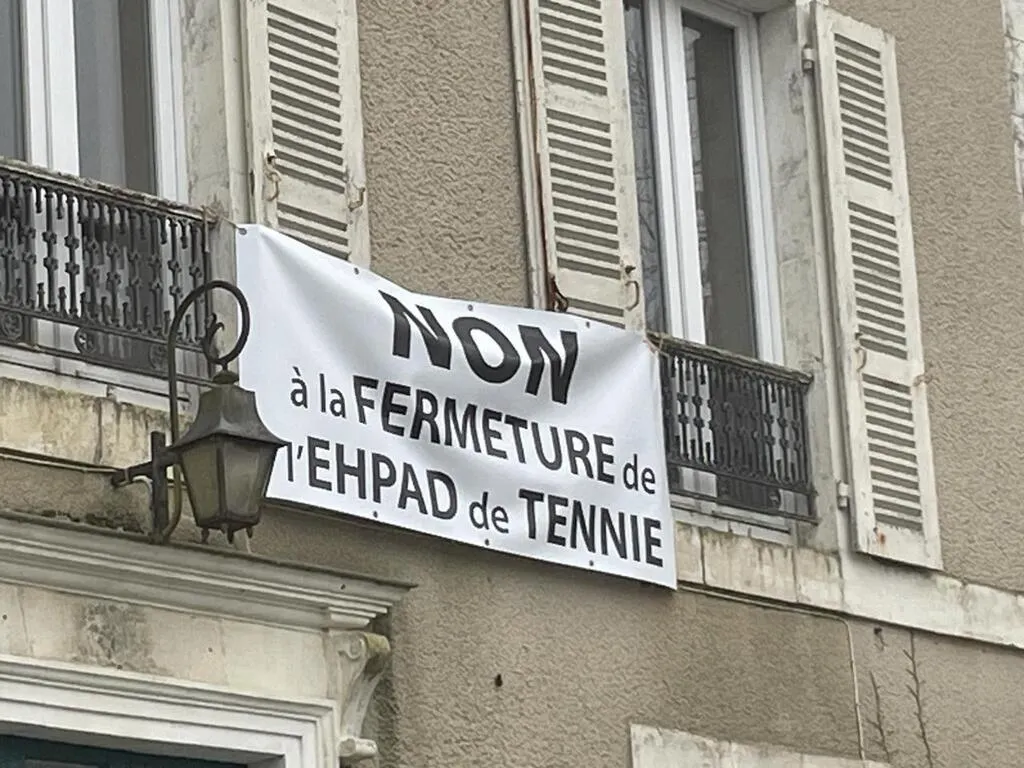 NON
à la FERMETURE de
l'EHPAD de TENNIE